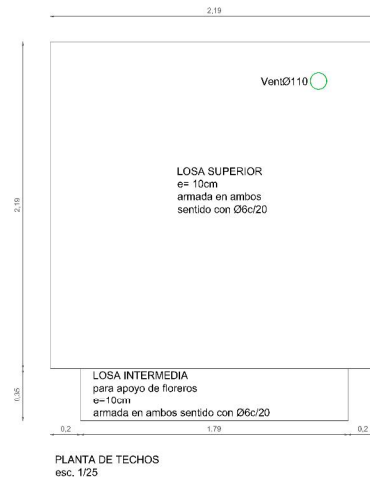 2,19
VentØ110
LOSA SUPERIOR
e= 10cm
armada en ambos
sentido con Ø6c/20
2,19
LOSA INTERMEDIA
para apoyo de floreros
e=10cm
armada en ambos sentido con Ø6c/20
0,35
0,2
1.79
0,2
PLANTA DE TECHOS
esc. 1/25